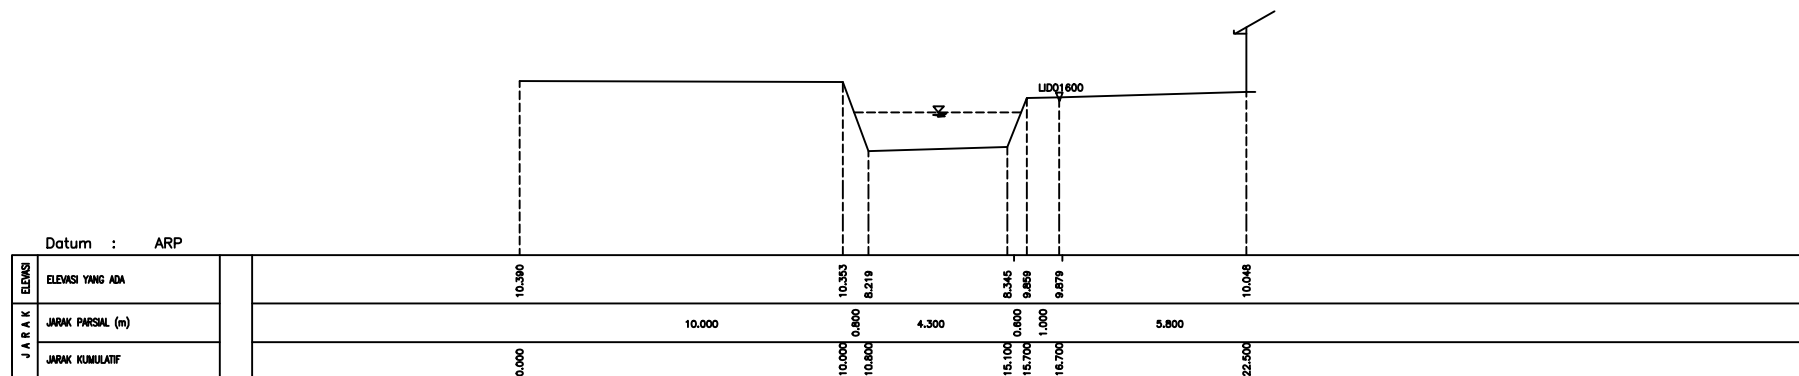 LID01600
Datum : ARP
ELEVASI
ELEVASI YANG ADA
10.390
10.353
8.219
8.345
9.859
9.879
10.048
JARAK
JARAK PARSIAL (m)
10.000
0.800
4.300
0.600
1.000
5.800
JARAK KUMULATIF
0.000
10.000
10.800
15.100
15.700
16.700
22.500